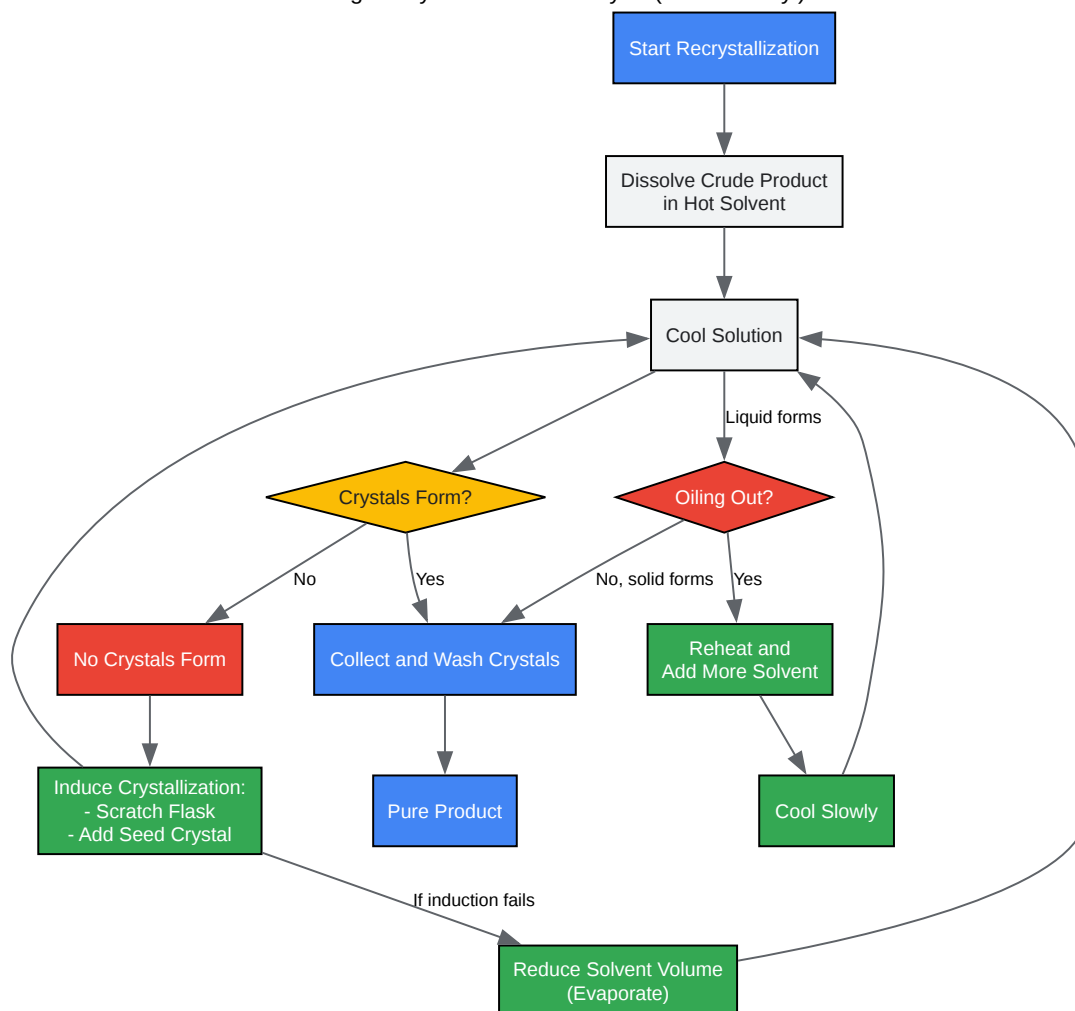 Start Recrystallization
Dissolve Crude Product
in Hot Solvent
Cool Solution
Liquid forms
Crystals Form?
Oiling Out?
No
Yes
No, solid forms
Yes
No Crystals Form
Collect and Wash Crystals
Reheat and
Add More Solvent
Induce Crystallization:
- Scratch Flask
- Add Seed Crystal
Pure Product
Cool Slowly
If induction fails
Reduce Solvent Volume
(Evaporate)